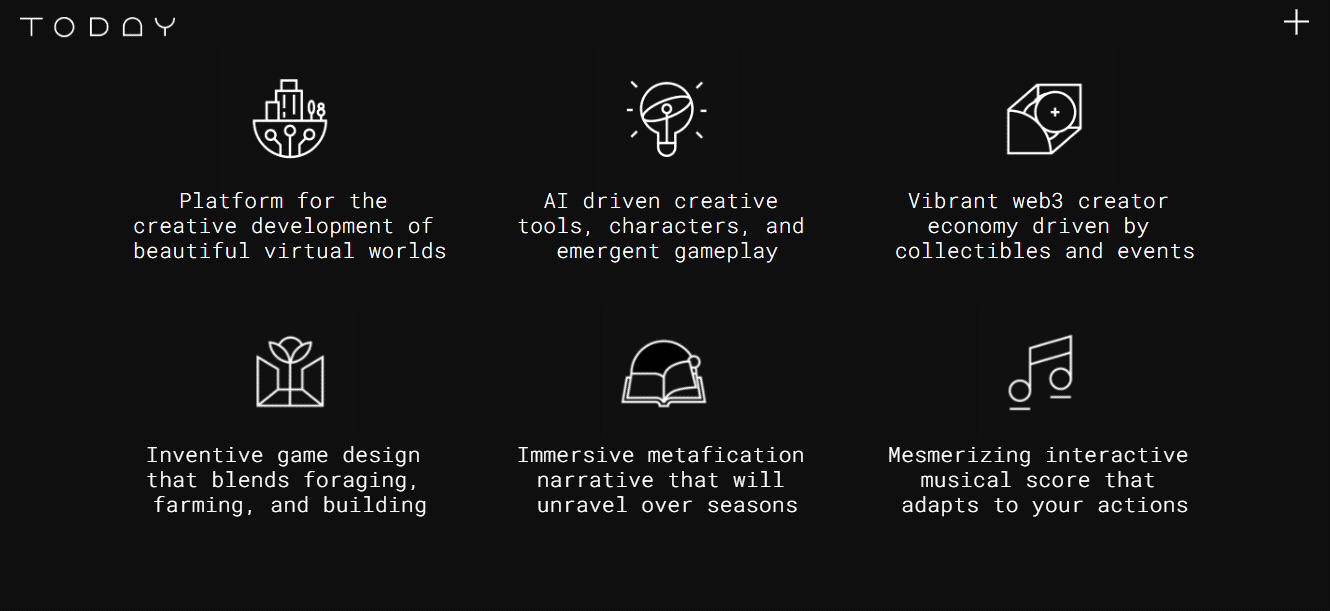 TODAY
Platform for the
creative development of
beautiful virtual worlds
AI driven creative
tools, characters, and
emergent gameplay
Vibrant web3 creator
economy driven by
collectibles and events
Inventive game design
that blends foraging,
farming, and building
Immersive metafication
narrative that will
unravel over seasons
Mesmerizing interactive
musical score that
adapts to your actions